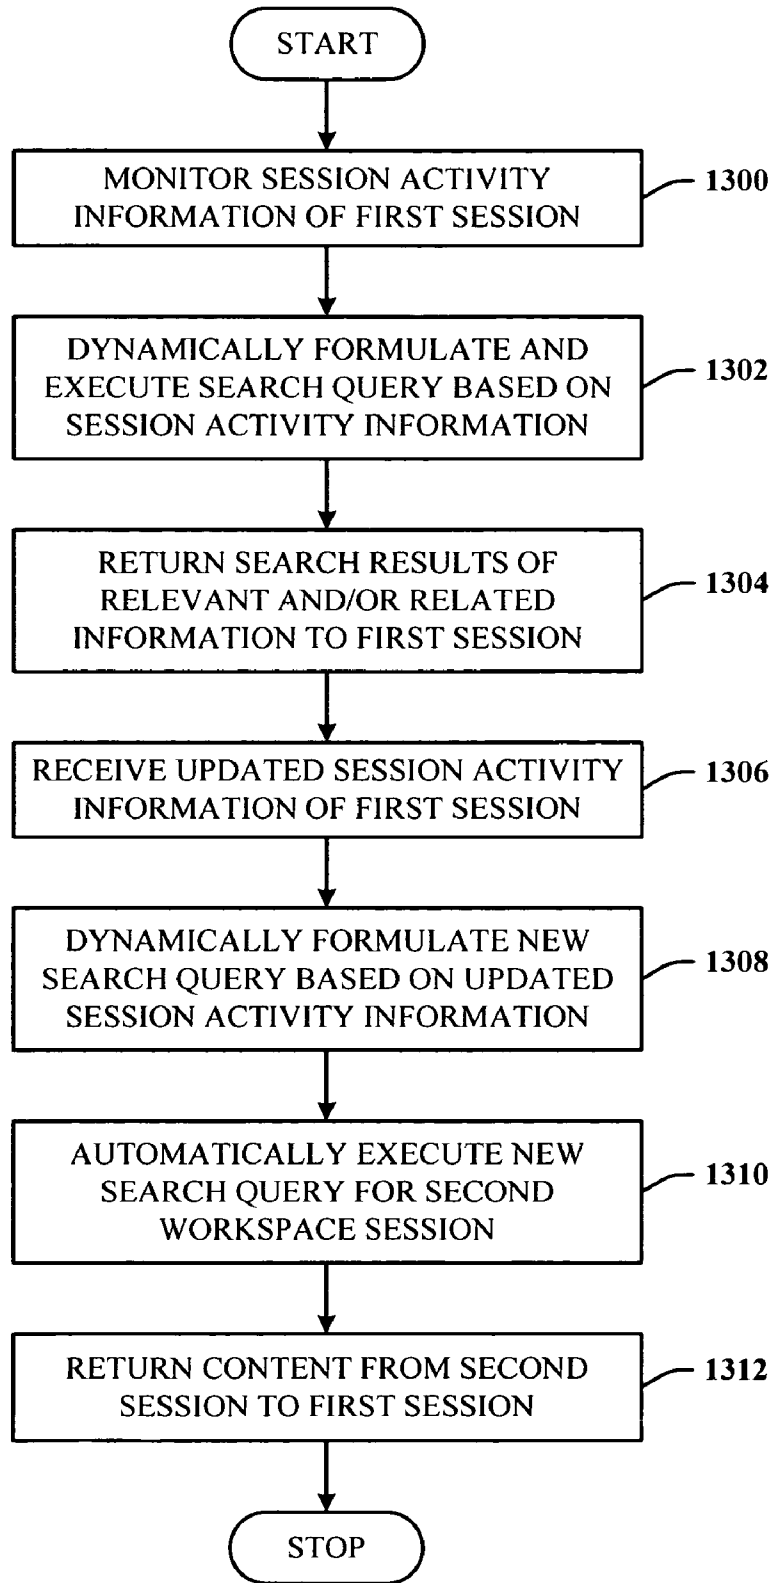 START
MONITOR SESSION ACTIVITY
INFORMATION OF FIRST SESSION
1300
DYNAMICALLY FORMULATE AND
EXECUTE SEARCH QUERY BASED ON
SESSION ACTIVITY INFORMATION
1302
RETURN SEARCH RESULTS OF
RELEVANT AND/OR RELATED
INFORMATION TO FIRST SESSION
1304
RECEIVE UPDATED SESSION ACTIVITY
INFORMATION OF FIRST SESSION
1306
DYNAMICALLY FORMULATE NEW
SEARCH QUERY BASED ON UPDATED
SESSION ACTIVITY INFORMATION
1308
AUTOMATICALLY EXECUTE NEW
SEARCH QUERY FOR SECOND
WORKSPACE SESSION
1310
RETURN CONTENT FROM SECOND
SESSION TO FIRST SESSION
1312
STOP